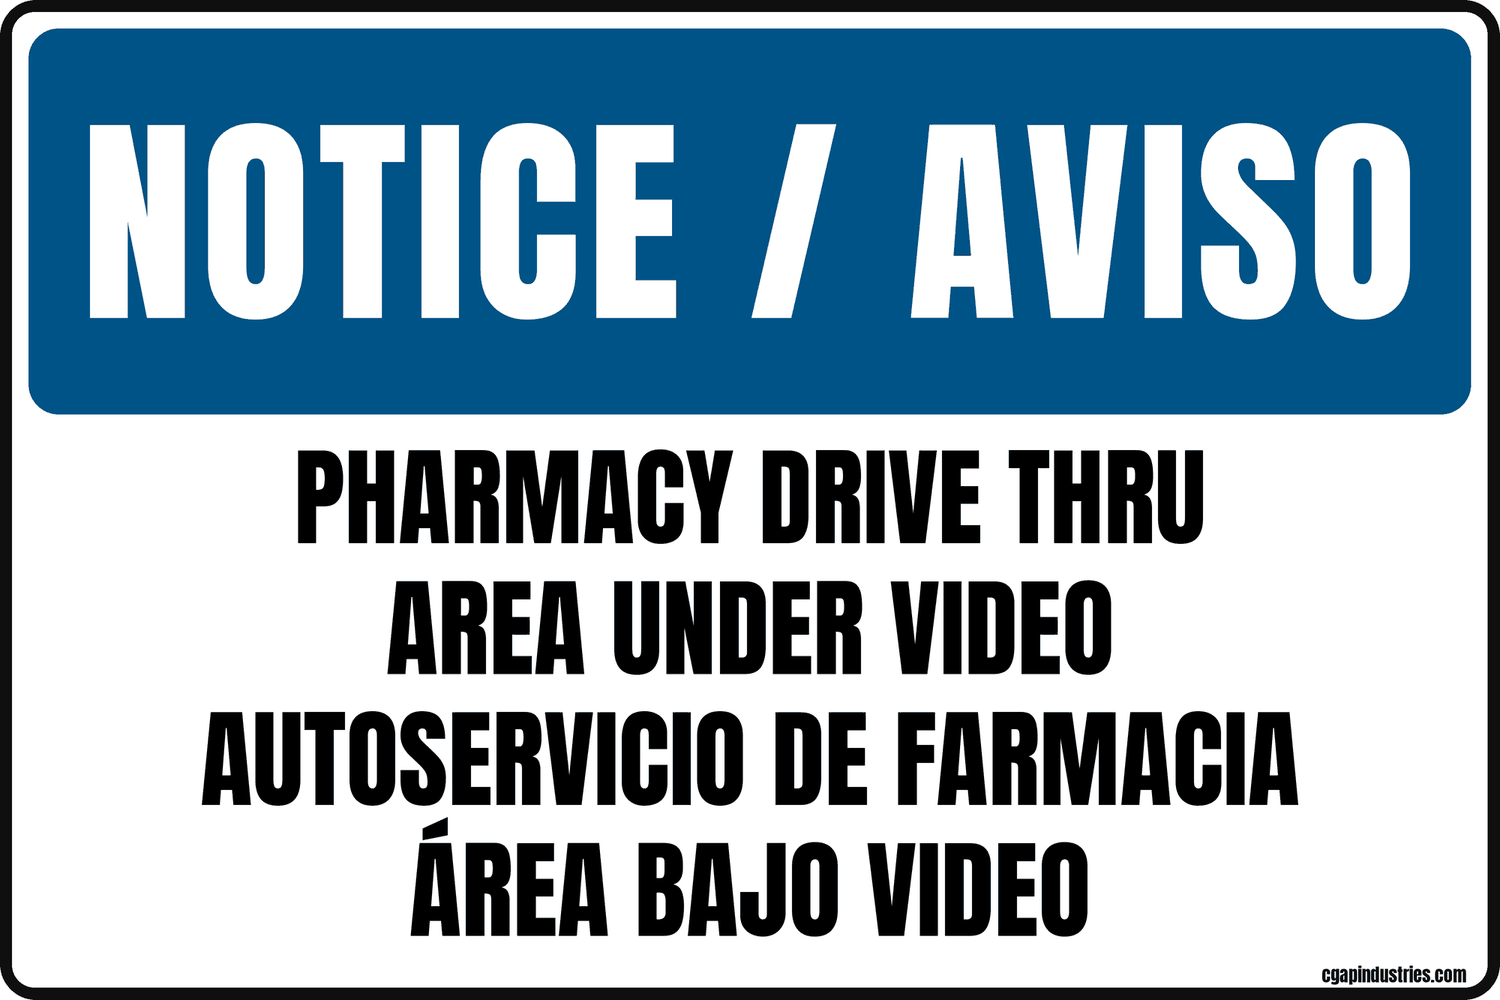 NOTICE / AVISO
PHARMACY DRIVE THRU
AREA UNDER VIDEO
AUTOSERVICIO DE FARMACIA
ÁREA BAJO VIDEO
cgapindustries.com